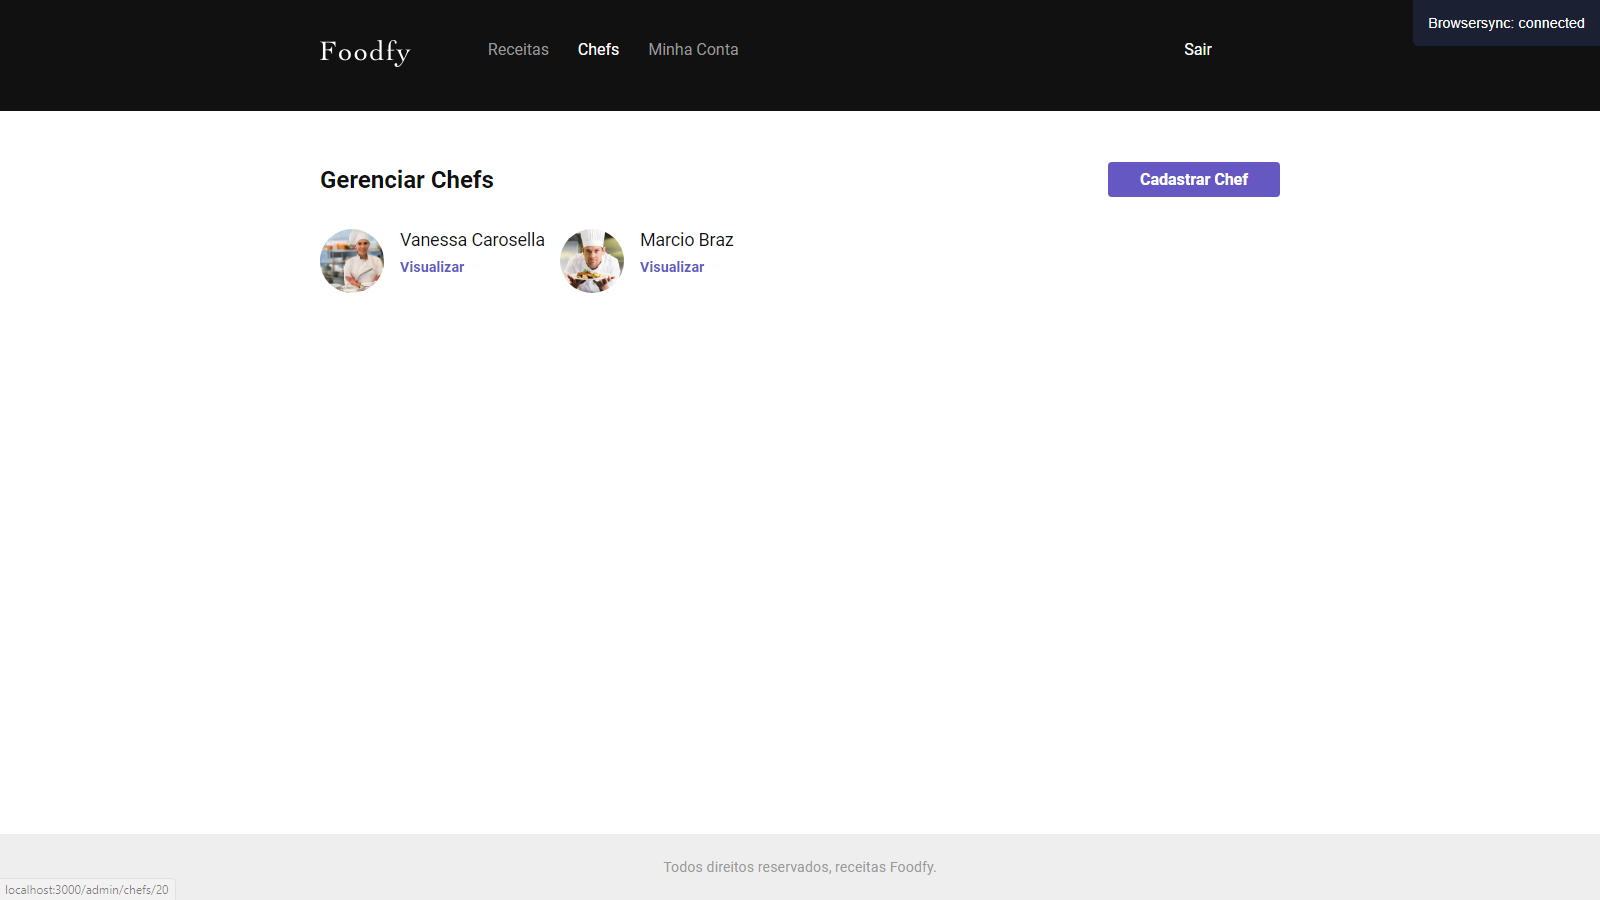 Foodfy
Receitas
Chefs
Minha Conta
Sair
Browsersync: connected
Gerenciar Chefs
Cadastrar Chef
Vanessa Carosella
Visualizar
Marcio Braz
Visualizar
Todos direitos reservados, receitas Foodfy.
localhost:3000/admin/chefs/20